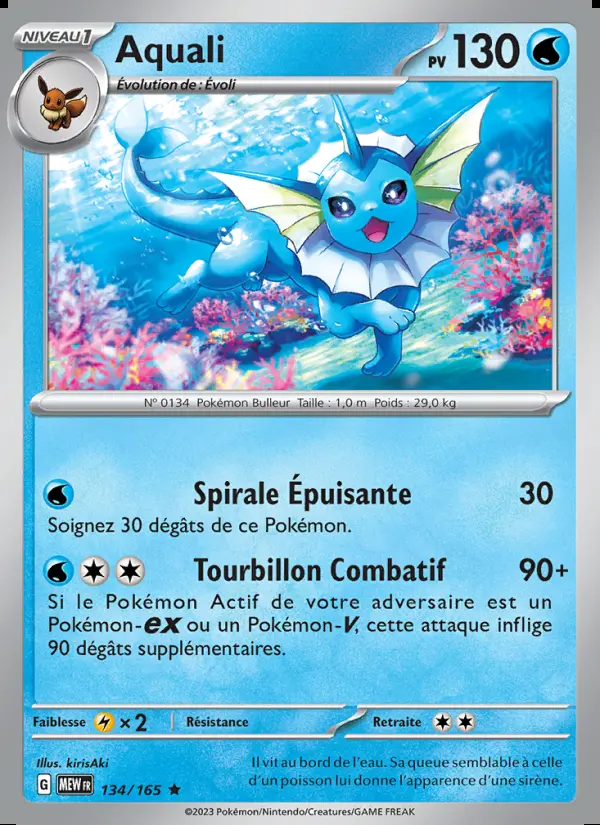 NIVEAU 1
Aquali
PV 130
Évolution de : Évoli
N° 0134 Pokémon Bulleur Taille : 1,0 m Poids : 29,0 kg
Spirale Épuisante 30
Soignez 30 dégâts de ce Pokémon.
Tourbillon Combatif 90+
Si le Pokémon Actif de votre adversaire est un
Pokémon-ex ou un Pokémon-V, cette attaque inflige
90 dégâts supplémentaires.
Faiblesse ×2 Résistance Retraite
Illus. kirisAki
Il vit au bord de l'eau. Sa queue semblable à celle
d'un poisson lui donne l'apparence d'une sirène.
G MEW FR 134/165 ★
©2023 Pokémon/Nintendo/Creatures/GAME FREAK